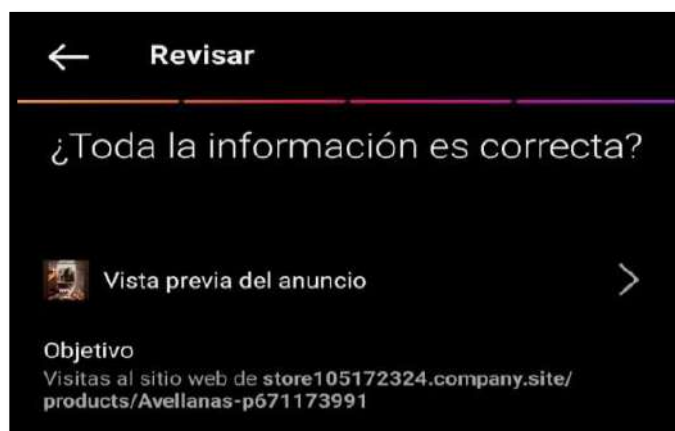 Revisar
¿Toda la información es correcta?
Vista previa del anuncio
Objetivo
Visitas al sitio web de store105172324.company.site/
products/Avellanas-p671173991